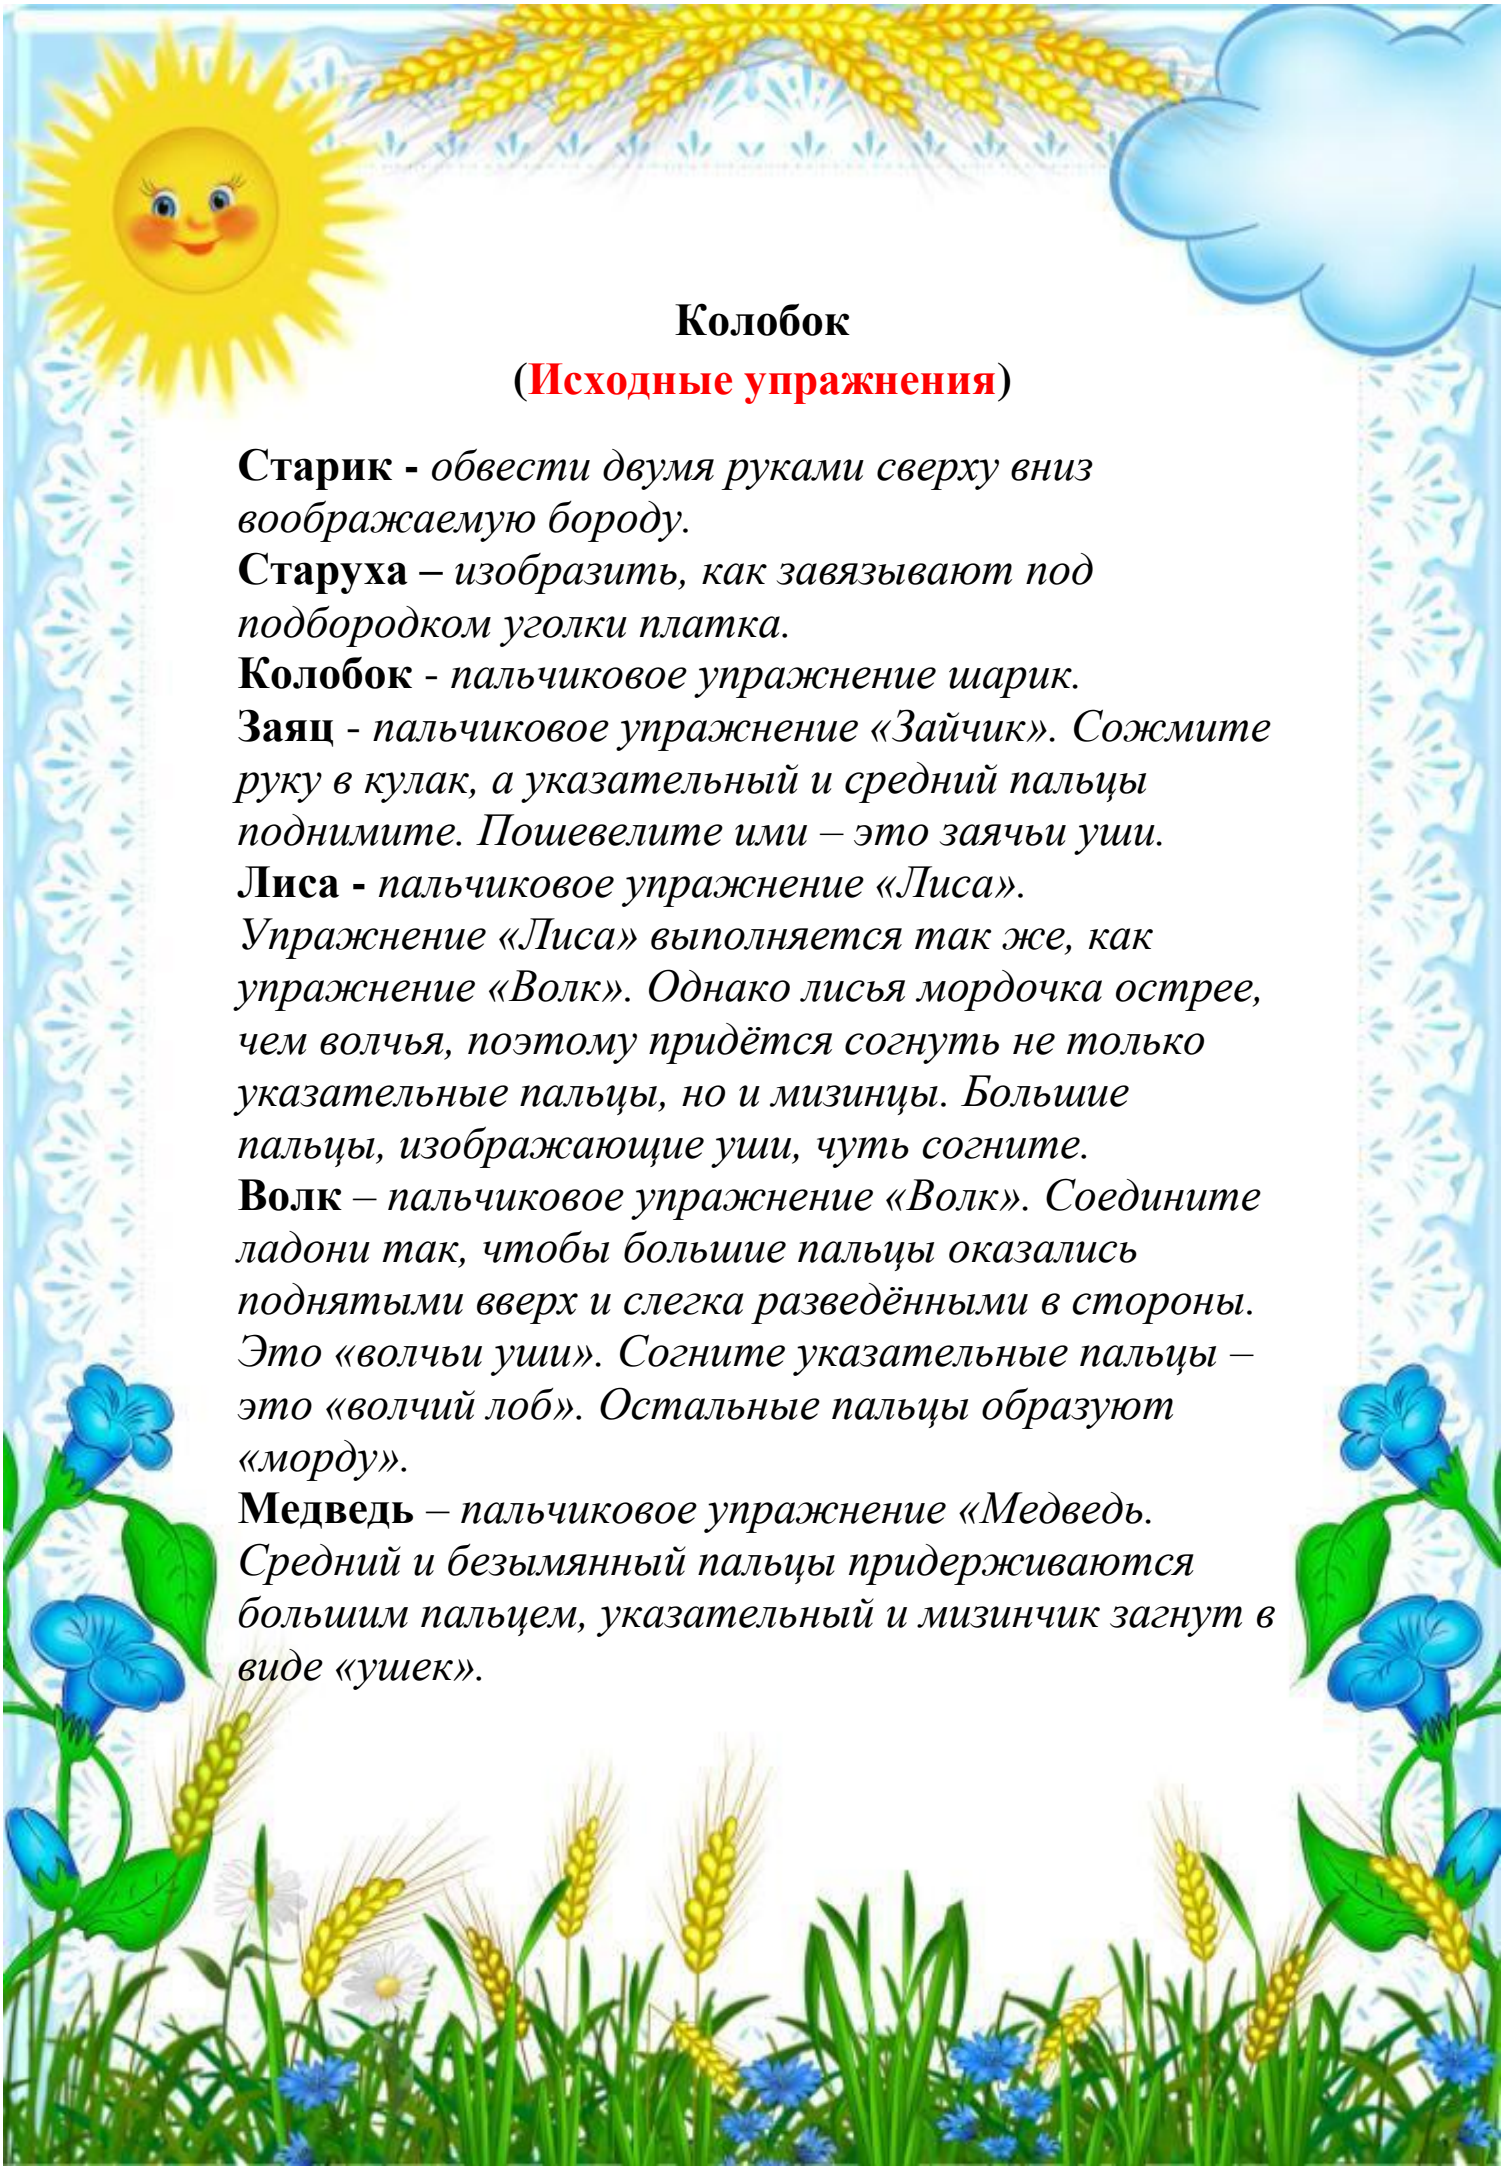 Колобок
(Исходные упражнения)
Старик - обвести двумя руками сверху вниз
воображаемую бороду.
Старуха – изобразить, как завязывают под
подбородком уголки платка.
Колобок - пальчиковое упражнение шарик.
Заяц - пальчиковое упражнение «Зайчик». Сожмите
руку в кулак, а указательный и средний пальцы
поднимите. Пошевелите ими – это заячьи уши.
Лиса - пальчиковое упражнение «Лиса».
Упражнение «Лиса» выполняется так же, как
упражнение «Волк». Однако лисья мордочка острее,
чем волчья, поэтому придётся согнуть не только
указательные пальцы, но и мизинцы. Большие
пальцы, изображающие уши, чуть согните.
Волк – пальчиковое упражнение «Волк». Соедините
ладони так, чтобы большие пальцы оказались
поднятыми вверх и слегка разведёнными в стороны.
Это «волчьи уши». Согните указательные пальцы –
это «волчий лоб». Остальные пальцы образуют
«морду».
Медведь – пальчиковое упражнение «Медведь.
Средний и безымянный пальцы придерживаются
большим пальцем, указательный и мизинчик загнут в
виде «ушек».